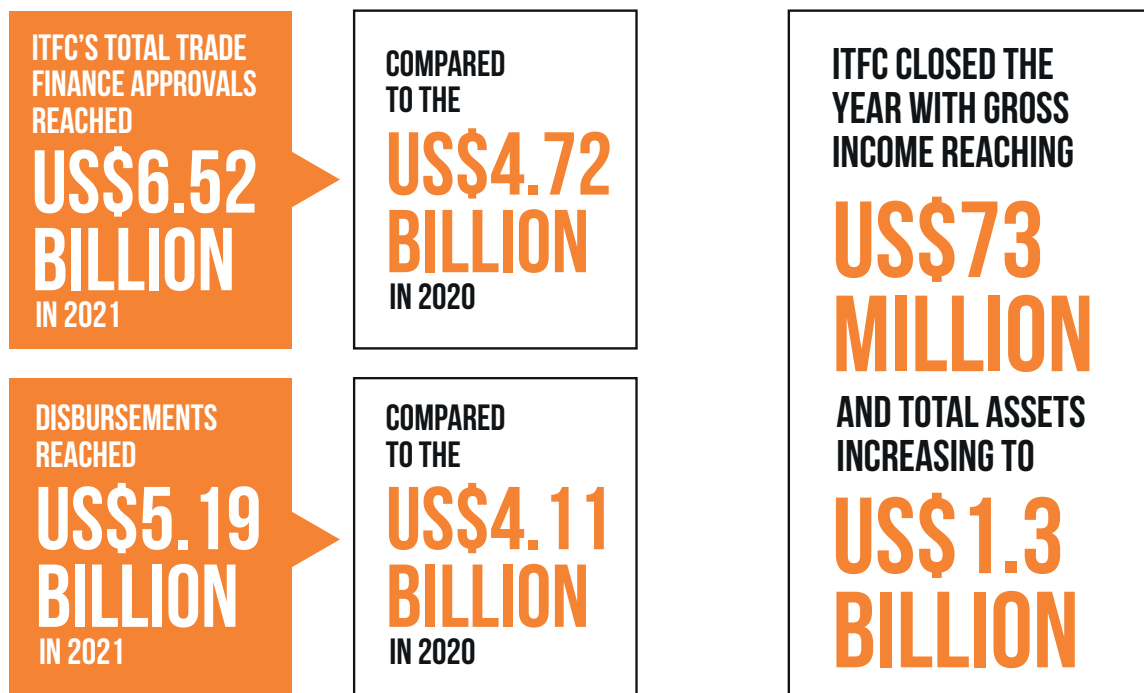 ITFC'S TOTAL TRADE
FINANCE APPROVALS
REACHED
US$6.52
BILLION
IN 2021
COMPARED
TO THE
US$4.72
BILLION
IN 2020
DISBURSEMENTS
REACHED
US$5.19
BILLION
IN 2021
COMPARED
TO THE
US$4.11
BILLION
IN 2020
ITFC CLOSED THE
YEAR WITH GROSS
INCOME REACHING
US$73
MILLION
AND TOTAL ASSETS
INCREASING TO
US$1.3
BILLION